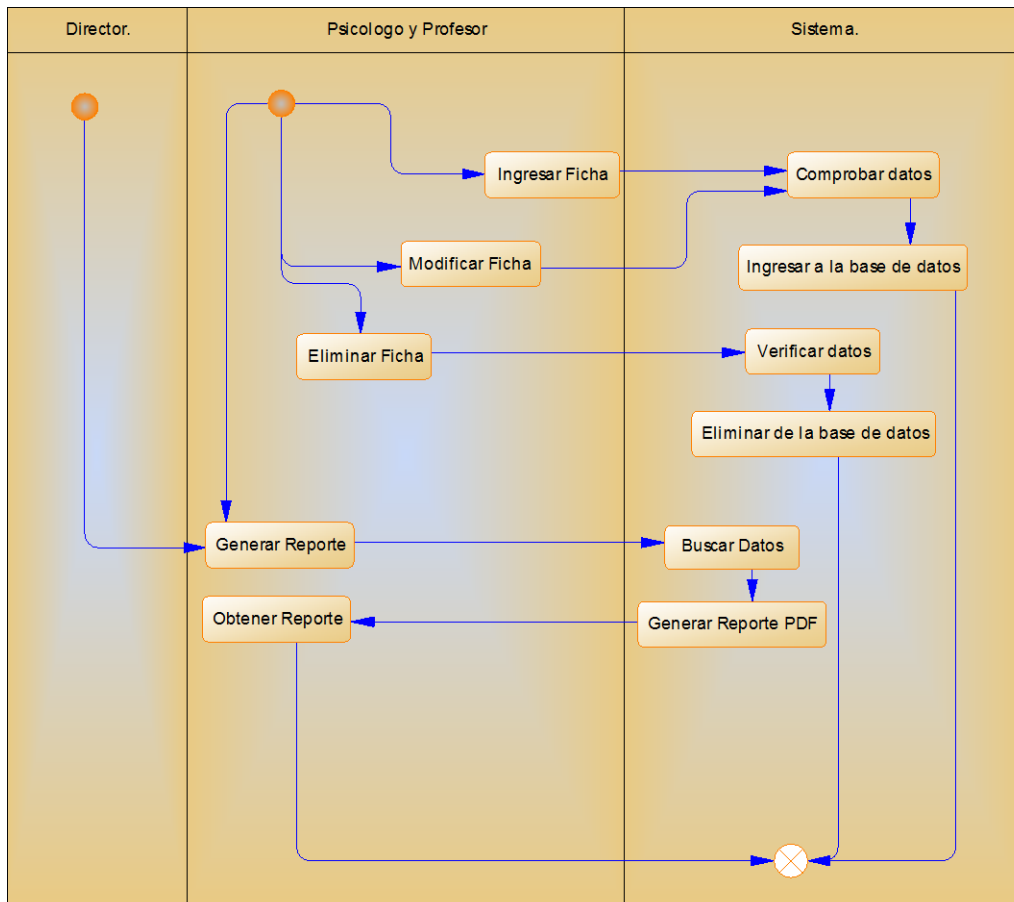 Director.
Psicologo y Profesor
Sistema.
Ingresar Ficha
Comprobar datos
Modificar Ficha
Ingresar a la base de datos
Eliminar Ficha
Verificar datos
Eliminar de la base de datos
Generar Reporte
Buscar Datos
Obtener Reporte
Generar Reporte PDF